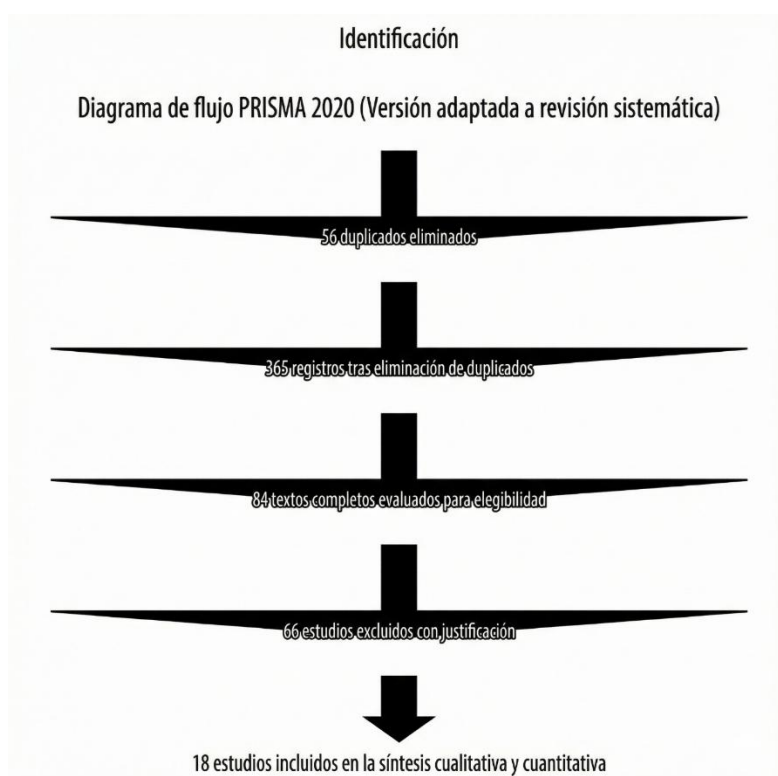 Identificación
Diagrama de flujo PRISMA 2020 (Versión adaptada a revisión sistemática)
56 duplicados eliminados
365 registros tras eliminación de duplicados
84 textos completos evaluados para elegibilidad
66 estudios excluidos con justificación
18 estudios incluidos en la síntesis cualitativa y cuantitativa